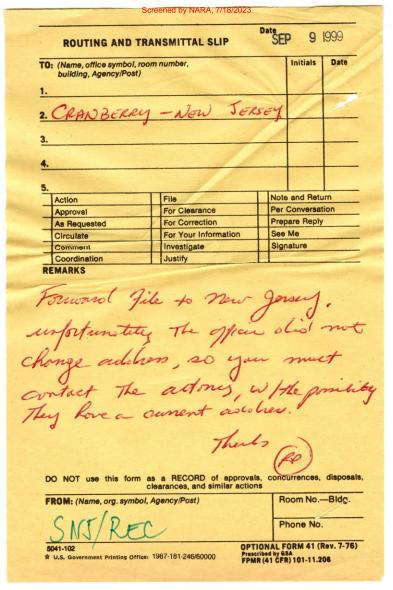 Screened by NARA, 7/18/2023
ROUTING AND TRANSMITTAL SLIP
Date
SEP 9 1999
TO: (Name, office symbol, room number, building, Agency/Post)
Initials
Date
1.
2. CRANBERRY - NEW JERSEY
3.
4.
5.
Action File Note and Return
Approval For Clearance Per Conversation
As Requested For Correction Prepare Reply
Circulate For Your Information See Me
Comment Investigate Signature
Coordination Justify
REMARKS
Forward File to New Jersey.
unfortunately the officer did not
change address, so you must
contact the , w/the possibility
They have a current address.
Thanks
RP
DO NOT use this form as a RECORD of approvals, concurrences, disposals,
clearances, and similar actions
FROM: (Name, org. symbol, Agency/Post)
Room No.—Bldg.
SNJ/REC
Phone No.
5041-102
OPTIONAL FORM 41 (Rev. 7-76)
Prescribed by GSA
☆ U.S. Government Printing Office: 1987-181-246/60000
FPMR (41 CFR) 101-11.206